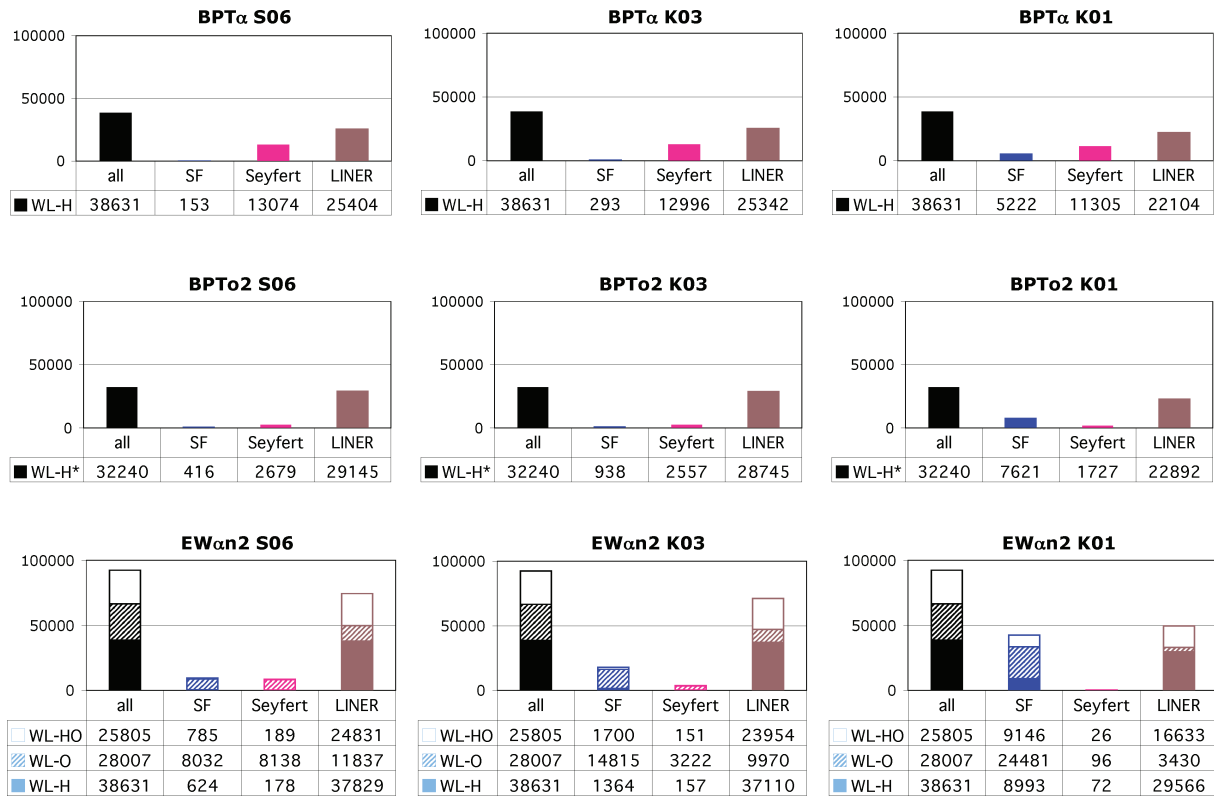 BPTα S06
100000
50000
0
all SF Seyfert LINER
WL-H 38631 153 13074 25404
BPTα K03
100000
50000
0
all SF Seyfert LINER
WL-H 38631 293 12996 25342
BPTα K01
100000
50000
0
all SF Seyfert LINER
WL-H 38631 5222 11305 22104
BPTo2 S06
100000
50000
0
all SF Seyfert LINER
WL-H* 32240 416 2679 29145
BPTo2 K03
100000
50000
0
all SF Seyfert LINER
WL-H* 32240 938 2557 28745
BPTo2 K01
100000
50000
0
all SF Seyfert LINER
WL-H* 32240 7621 1727 22892
EWαn2 S06
100000
50000
0
all SF Seyfert LINER
WL-HO 25805 785 189 24831
WL-O 28007 8032 8138 11837
WL-H 38631 624 178 37829
EWαn2 K03
100000
50000
0
all SF Seyfert LINER
WL-HO 25805 1700 151 23954
WL-O 28007 14815 3222 9970
WL-H 38631 1364 157 37110
EWαn2 K01
100000
50000
0
all SF Seyfert LINER
WL-HO 25805 9146 26 16633
WL-O 28007 24481 96 3430
WL-H 38631 8993 72 29566